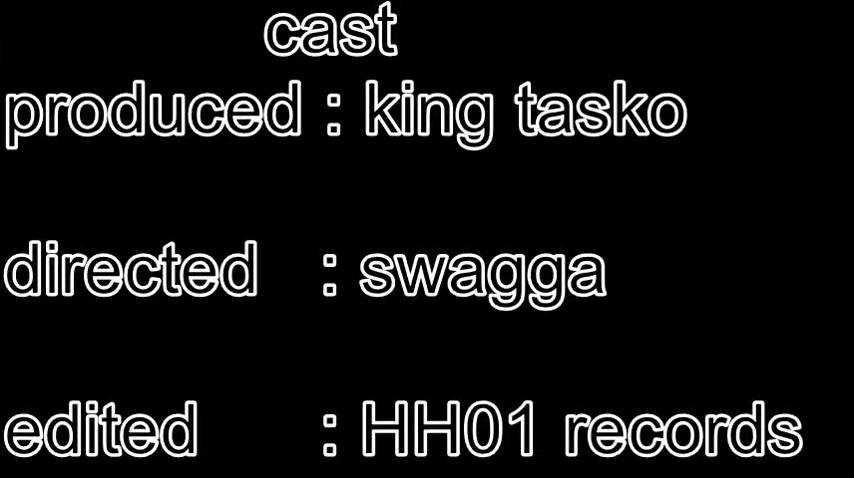 cast
produced : king tasko
directed : swagga
edited : HH01 records